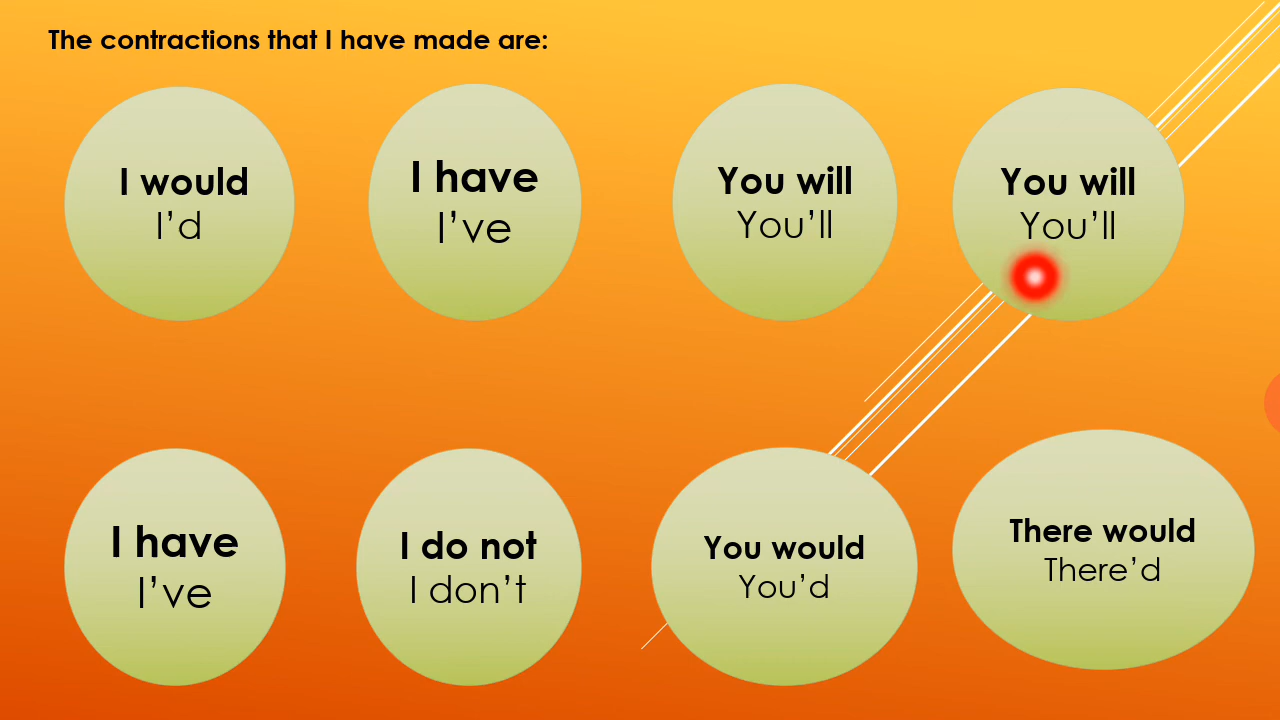 The contractions that I have made are:
I would
I’d
I have
I’ve
You will
You’ll
You will
You’ll
I have
I’ve
I do not
I don’t
You would
You’d
There would
There’d